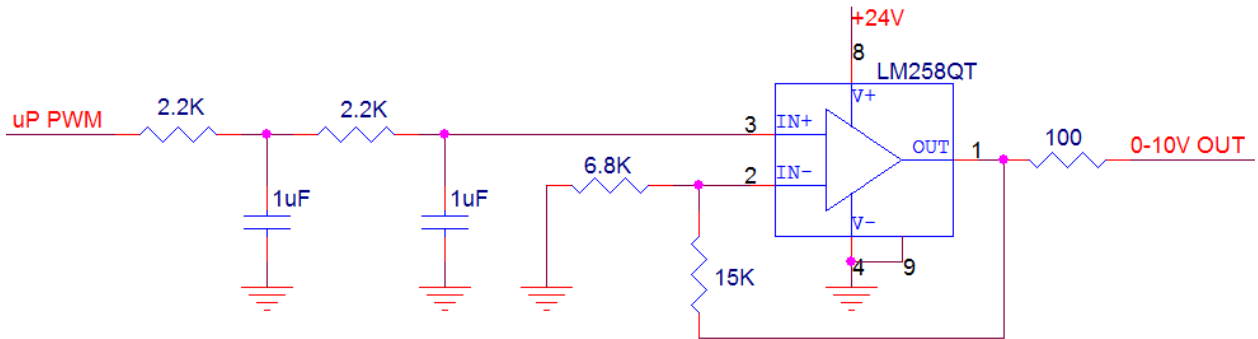 +24V
8
LM258QT
V+
uP PWM
2.2K
2.2K
3
IN+
OUT
1
100
0-10V OUT
6.8K
2
IN-
1uF
1uF
V-
15K
4
9